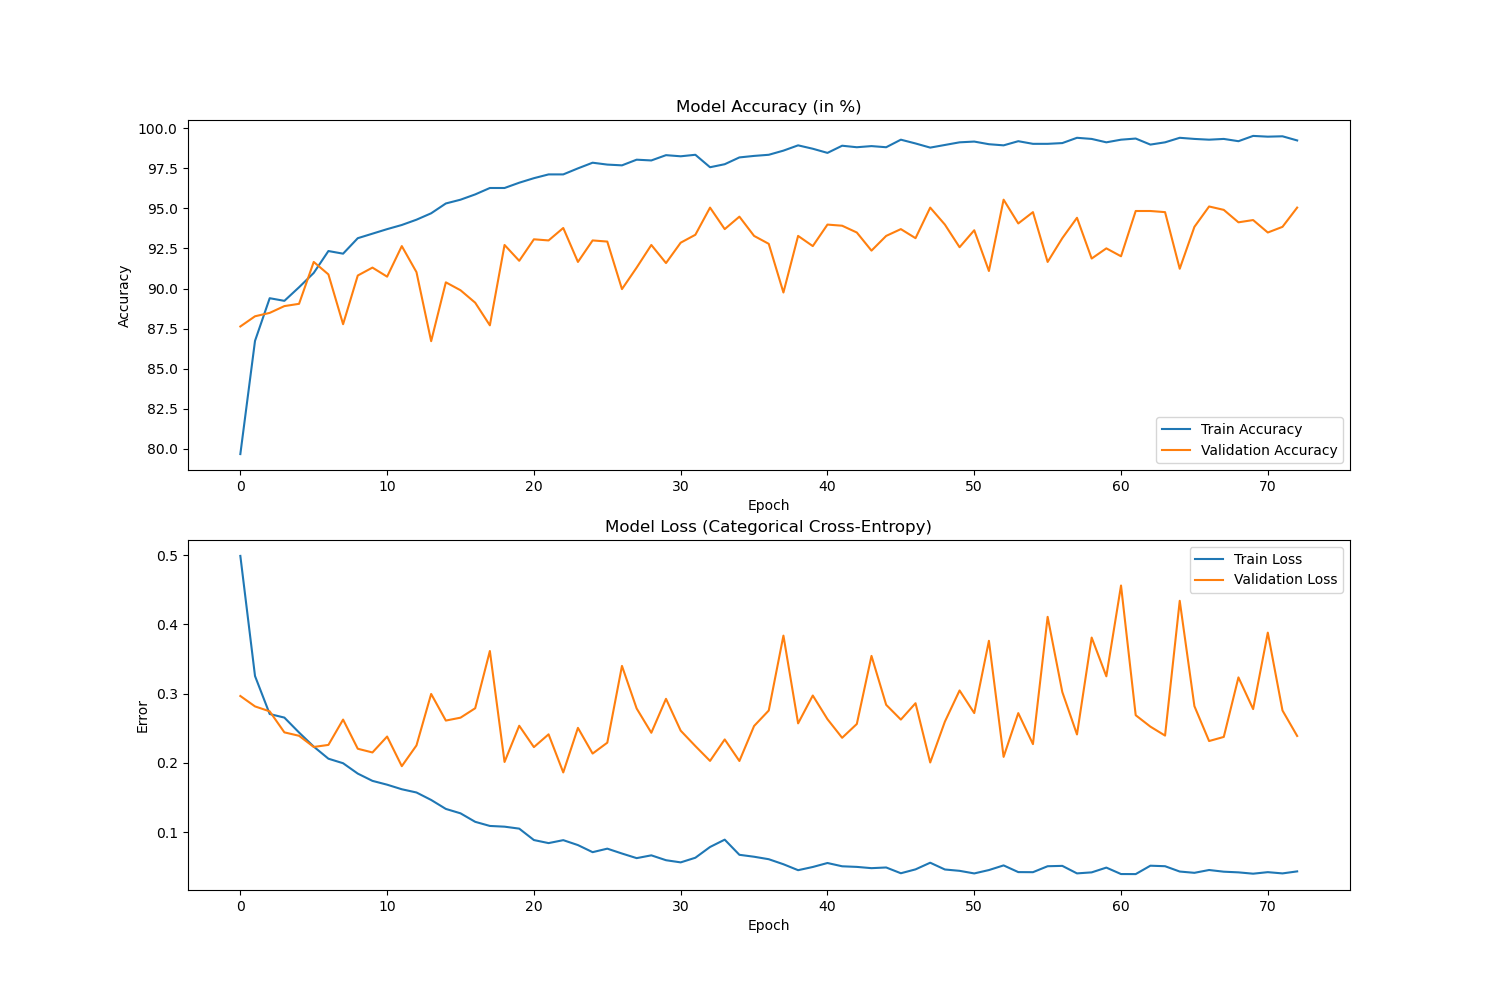 Model Accuracy (in %)
100.0
97.5
95.0
92.5
90.0
87.5
85.0
82.5
80.0
Accuracy
Train Accuracy
Validation Accuracy
0 10 20 30 40 50 60 70
Epoch
Model Loss (Categorical Cross-Entropy)
0.5
0.4
0.3
0.2
0.1
Error
Train Loss
Validation Loss
0 10 20 30 40 50 60 70
Epoch